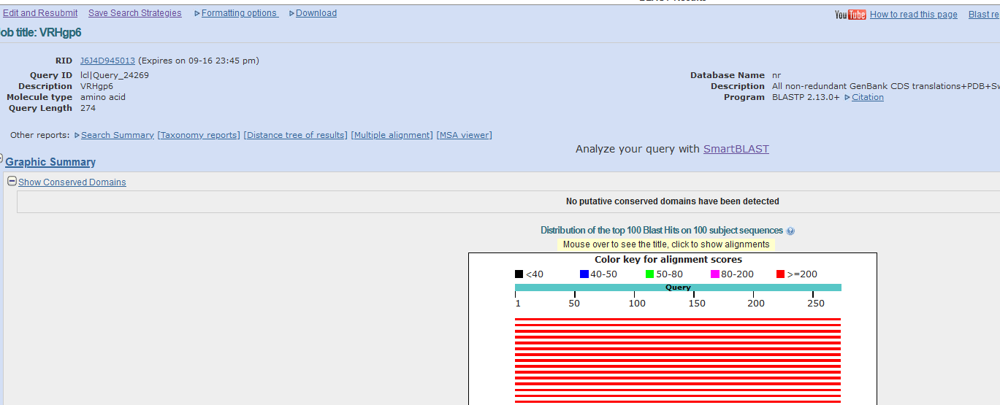 Edit and Resubmit Save Search Strategies Formatting options Download YouTube How to read this page Blast re
ob title: VRHgp6
RID J6J4D945013 (Expires on 09-16 23:45 pm)
Query ID lcl|Query_24269
Description VRHgp6
Molecule type amino acid
Query Length 274
Database Name nr
Description All non-redundant GenBank CDS translations+PDB+Sw
Program BLASTP 2.13.0+ Citation
Other reports: Search Summary [Taxonomy reports] [Distance tree of results] [Multiple alignment] [MSA viewer]
Analyze your query with SmartBLAST
Graphic Summary
Show Conserved Domains
No putative conserved domains have been detected
Distribution of the top 100 Blast Hits on 100 subject sequences
Mouse over to see the title, click to show alignments
Color key for alignment scores
<40 40-50 50-80 80-200 >=200
Query
1 50 100 150 200 250